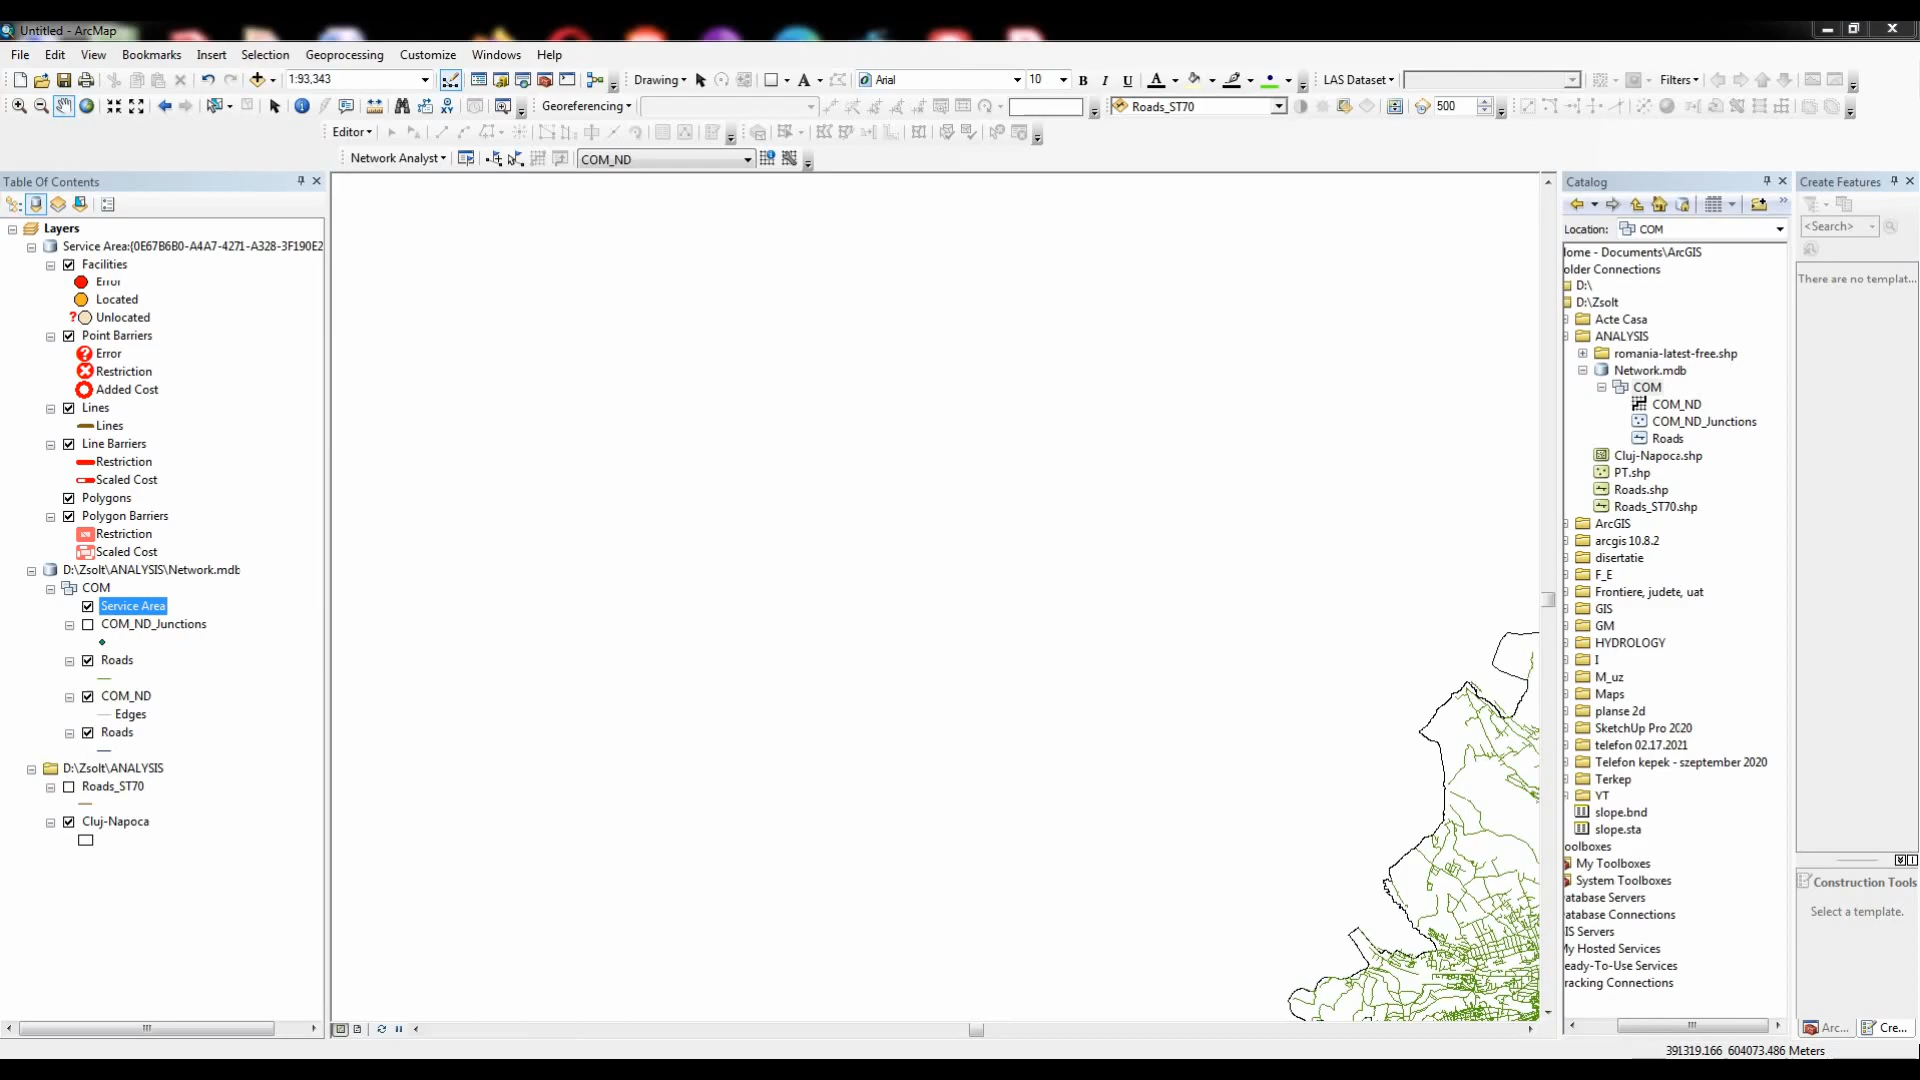 Untitled - ArcMap
File Edit View Bookmarks Insert Selection Geoprocessing Customize Windows Help
1:93,343 Drawing Arial 10 B I U A LAS Dataset Filters
Georeferencing Roads_ST70 500
Editor
Network Analyst COM_ND
Table Of Contents
Layers
Service Area:{0E67B6B0-A4A7-4271-A328-3F190E2
Facilities
Error
Located
Unlocated
Point Barriers
Error
Restriction
Added Cost
Lines
Lines
Line Barriers
Restriction
Scaled Cost
Polygons
Polygon Barriers
Restriction
Scaled Cost
D:\Zsolt\ANALYSIS\Network.mdb
COM
Service Area
COM_ND_Junctions
Roads
COM_ND
Edges
Roads
D:\Zsolt\ANALYSIS
Roads_ST70
Cluj-Napoca
Catalog
Location: COM
ome - Documents\ArcGIS
older Connections
D:\
D:\Zsolt
Acte Casa
ANALYSIS
romania-latest-free.shp
Network.mdb
COM
COM_ND
COM_ND_Junctions
Roads
Cluj-Napoca.shp
PT.shp
Roads.shp
Roads_ST70.shp
ArcGIS
arcgis 10.8.2
disertatie
F_E
Frontiere, judete, uat
GIS
GM
HYDROLOGY
I
M_uz
Maps
planse 2d
SketchUp Pro 2020
telefon 02.17.2021
Telefon kepek - szeptember 2020
Terkep
YT
slope.bnd
slope.sta
oolboxes
My Toolboxes
System Toolboxes
atabase Servers
atabase Connections
IS Servers
My Hosted Services
eady-To-Use Services
racking Connections
Create Features
<Search>
There are no templat...
Construction Tools
Select a template.
Arc... Cre...
391319.166 604073.486 Meters